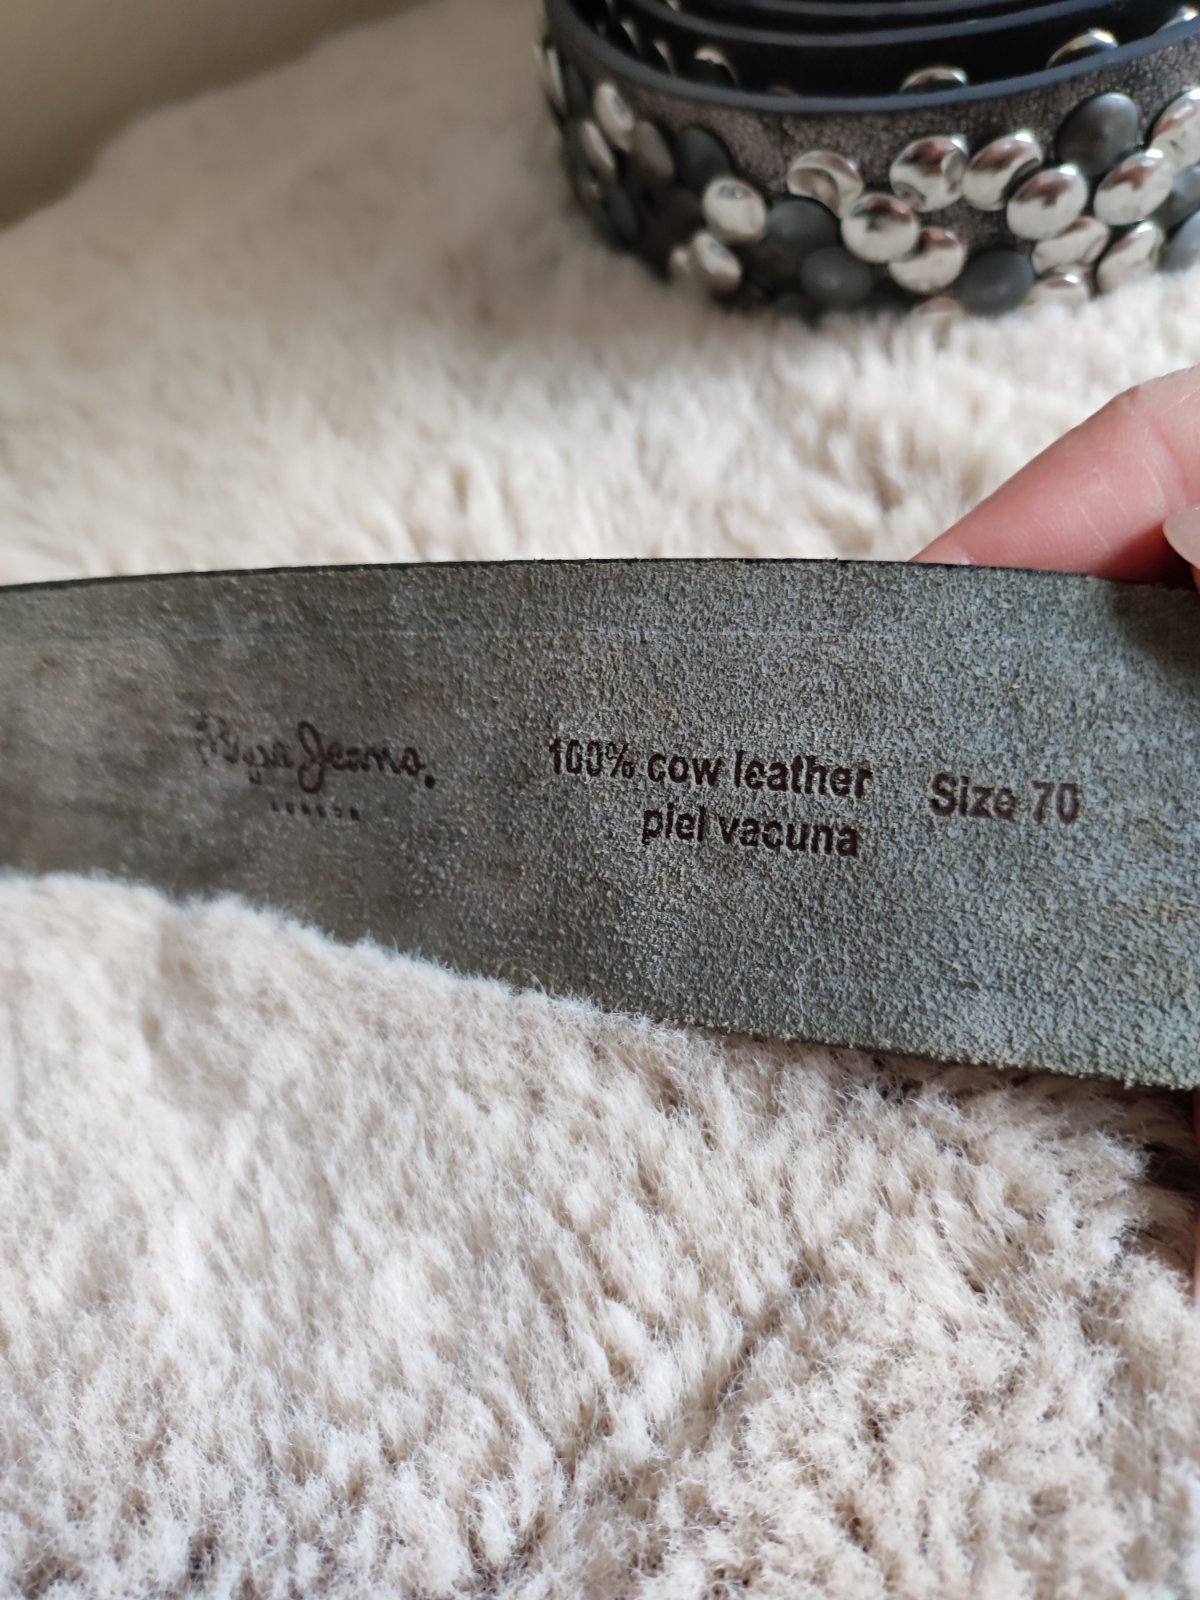 Pepe Jeans
LONDON
100% cow leather
piel vacuna
Size 70